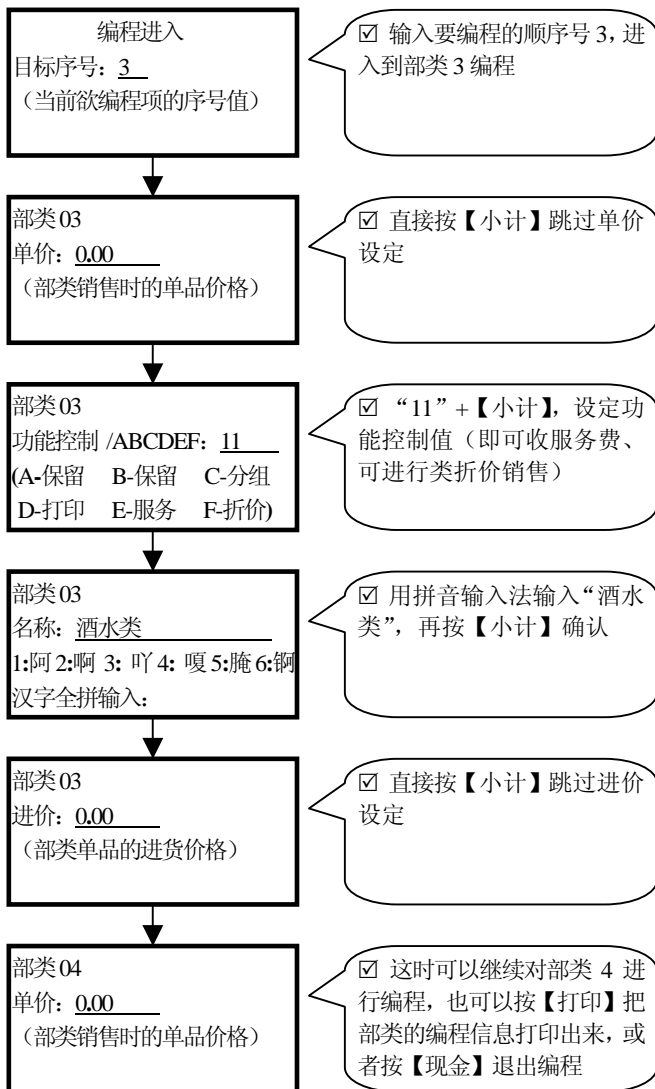 编程进入
目标序号：3
（当前欲编程项的序号值）
☑ 输入要编程的顺序号 3，进
入到部类 3 编程
部类 03
单价：0.00
（部类销售时的单品价格）
☑ 直接按【小计】跳过单价
设定
部类 03
功能控制 /ABCDEF：11
(A-保留 B-保留 C-分组
D-打印 E-服务 F-折价)
☑ “11”+【小计】，设定功
能控制值（即可收服务费、
可进行类折价销售）
部类 03
名称：酒水类
1:阿 2:啊 3: 吖 4: 嗄 5:腌 6:锕
汉字全拼输入：
☑ 用拼音输入法输入“酒水
类”，再按【小计】确认
部类 03
进价：0.00
（部类单品的进货价格）
☑ 直接按【小计】跳过进价
设定
部类 04
单价：0.00
（部类销售时的单品价格）
☑ 这时可以继续对部类 4 进
行编程，也可以按【打印】把
部类的编程信息打印出来，或
者按【现金】退出编程